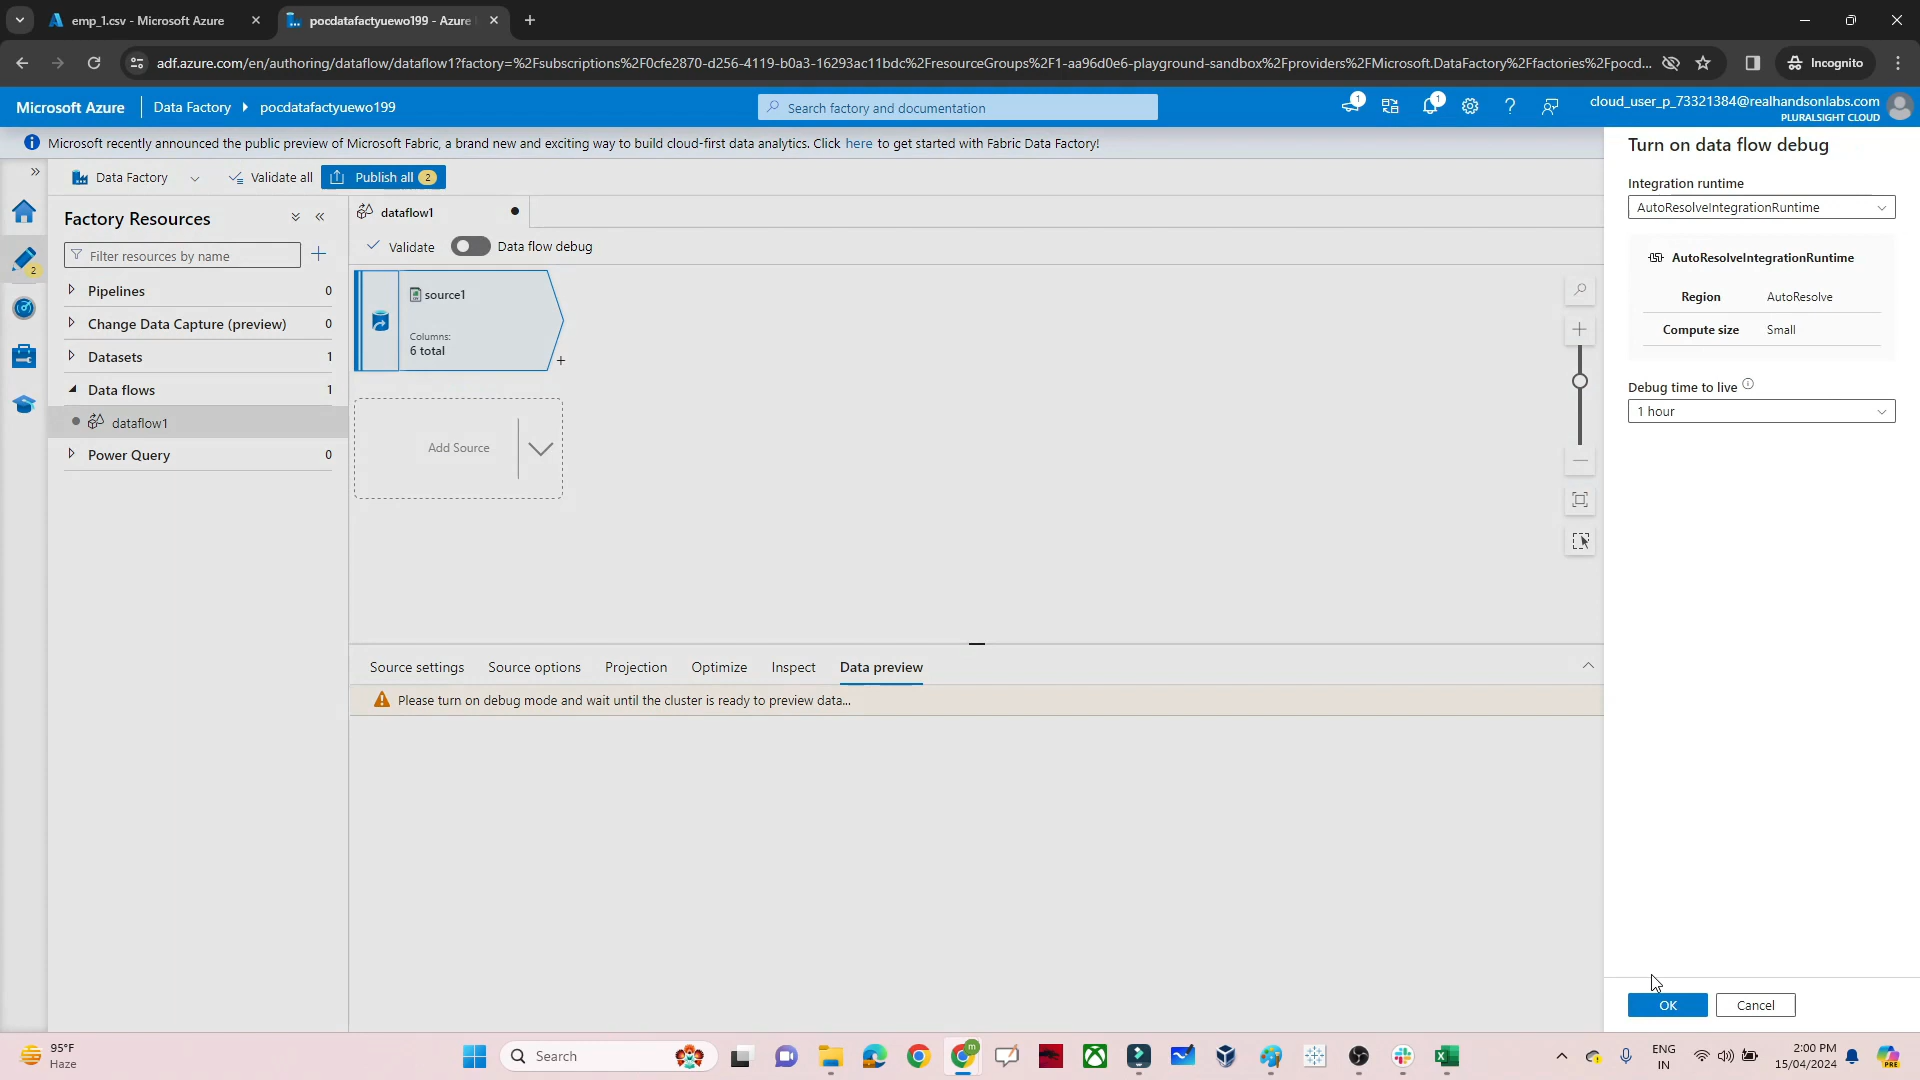 emp_1.csv - Microsoft Azure
pocdatafactyuewo199 - Azure
adf.azure.com/en/authoring/dataflow/dataflow1?factory=%2Fsubscriptions%2F0cfe2870-d256-4119-b0a3-16293ac11bdc%2FresourceGroups%2F1-aa96d0e6-playground-sandbox%2Fproviders%2FMicrosoft.DataFactory%2Ffactories%2Fpocd...
Incognito
Microsoft Azure
Data Factory
pocdatafactyuewo199
Search factory and documentation
1
1
cloud_user_p_73321384@realhandsonlabs.com
PLURALSIGHT CLOUD
Microsoft recently announced the public preview of Microsoft Fabric, a brand new and exciting way to build cloud-first data analytics. Click here to get started with Fabric Data Factory!
Data Factory
Validate all
Publish all 2
2
Factory Resources
Filter resources by name
Pipelines 0
Change Data Capture (preview) 0
Datasets 1
Data flows 1
dataflow1
Power Query 0
dataflow1
Validate
Data flow debug
source1
Columns:
6 total
Add Source
Source settings
Source options
Projection
Optimize
Inspect
Data preview
Please turn on debug mode and wait until the cluster is ready to preview data...
Turn on data flow debug
Integration runtime
AutoResolveIntegrationRuntime
AutoResolveIntegrationRuntime
Region AutoResolve
Compute size Small
Debug time to live
1 hour
OK
Cancel
95°F
Haze
Search
m
ENG
IN
2:00 PM
15/04/2024
PRE